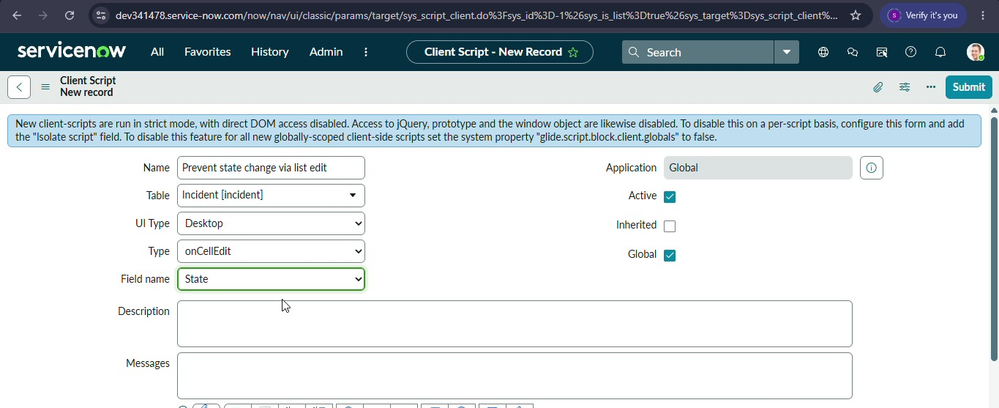 dev341478.service-now.com/now/nav/ui/classic/params/target/sys_script_client.do%3Fsys_id%3D-1%26sys_is_list%3Dtrue%26sys_target%3Dsys_script_client%...
S Verify it's you
servicenow All Favorites History Admin Client Script - New Record Search
Client Script
New record
Submit
New client-scripts are run in strict mode, with direct DOM access disabled. Access to jQuery, prototype and the window object are likewise disabled. To disable this on a per-script basis, configure this form and add
the "Isolate script" field. To disable this feature for all new globally-scoped client-side scripts set the system property "glide.script.block.client.globals" to false.
Name Prevent state change via list edit
Application Global
Table Incident [incident]
Active
UI Type Desktop
Inherited
Type onCellEdit
Global
Field name State
Description
Messages